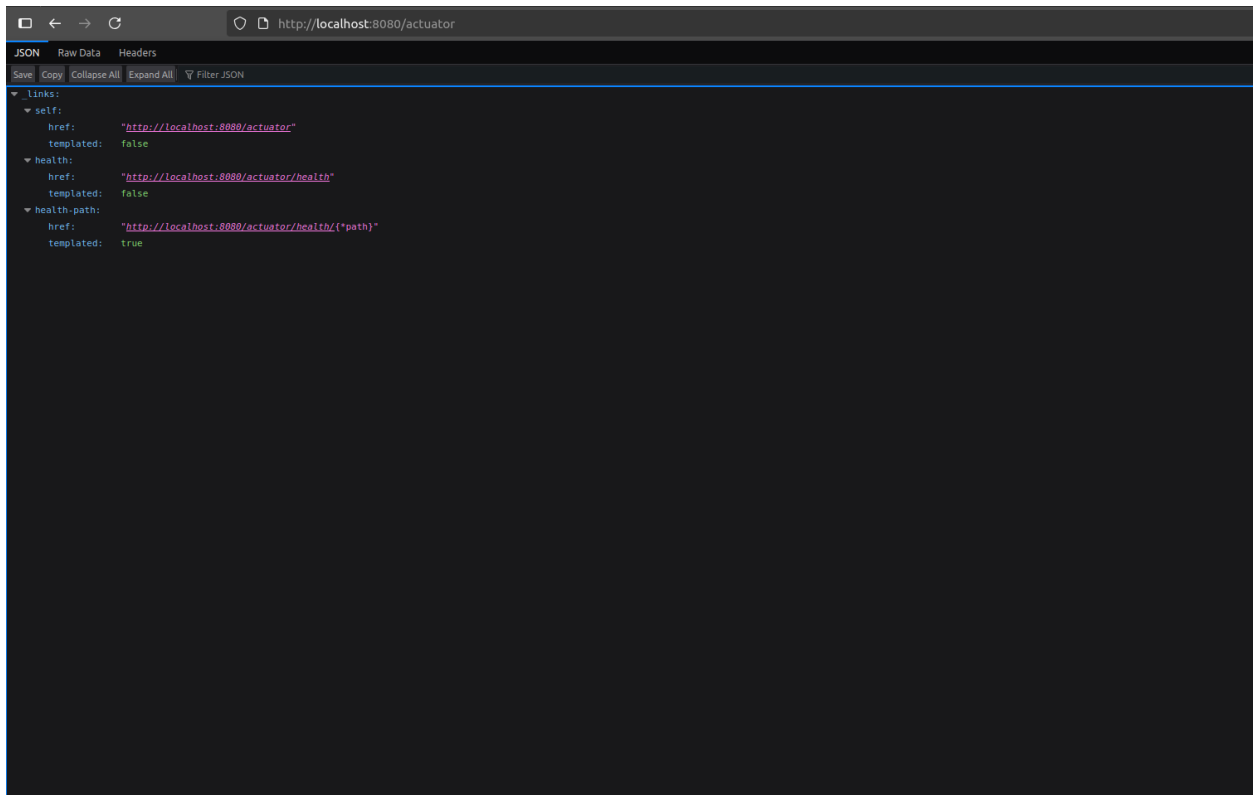 http://localhost:8080/actuator
JSON Raw Data Headers
Save Copy Collapse All Expand All Filter JSON
_links:
self:
href: "http://localhost:8080/actuator"
templated: false
health:
href: "http://localhost:8080/actuator/health"
templated: false
health-path:
href: "http://localhost:8080/actuator/health/{*path}"
templated: true